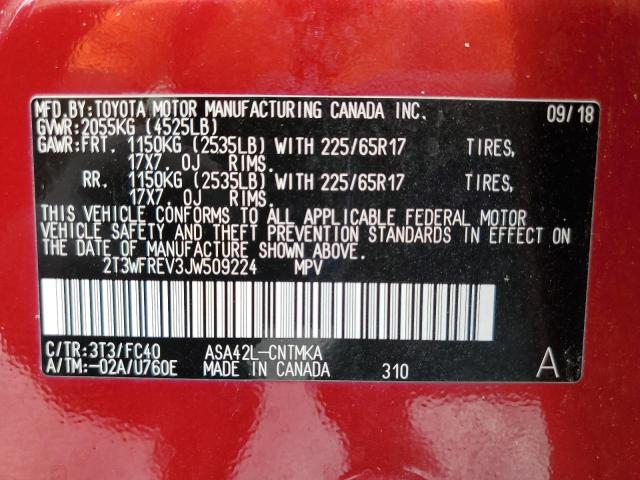 MFD.BY:TOYOTA MOTOR MANUFACTURING CANADA INC. 09/18
GVWR:2055KG (4525LB)
GAWR:FRT. 1150KG (2535LB) WITH 225/65R17 TIRES,
17X7.0J RIMS.
RR. 1150KG (2535LB) WITH 225/65R17 TIRES,
17X7.0J RIMS.
THIS VEHICLE CONFORMS TO ALL APPLICABLE FEDERAL MOTOR
VEHICLE SAFETY AND THEFT PREVENTION STANDARDS IN EFFECT ON
THE DATE OF MANUFACTURE SHOWN ABOVE.
2T3WFREV3JW509224 MPV
C/TR:3T3/FC40 ASA42L-CNTMKA
A/TM:-02A/U760E MADE IN CANADA 310 A